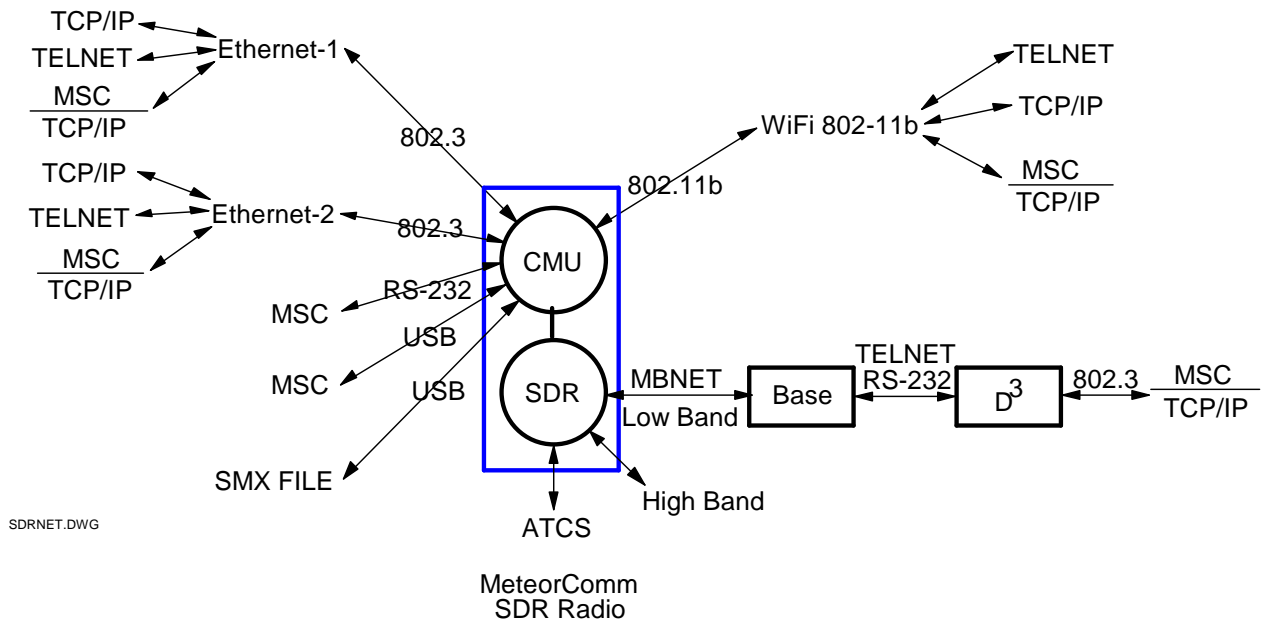 TCP/IP
TELNET
MSC
TCP/IP
Ethernet-1
802.3
TCP/IP
TELNET
MSC
TCP/IP
Ethernet-2
802.3
MSC
RS-232
MSC
USB
SMX FILE
USB
CMU
SDR
802.11b
WiFi 802-11b
TELNET
TCP/IP
MSC
TCP/IP
MBNET
Low Band
Base
TELNET
RS-232
D3
802.3
MSC
TCP/IP
High Band
ATCS
SDRNET.DWG
MeteorComm
SDR Radio